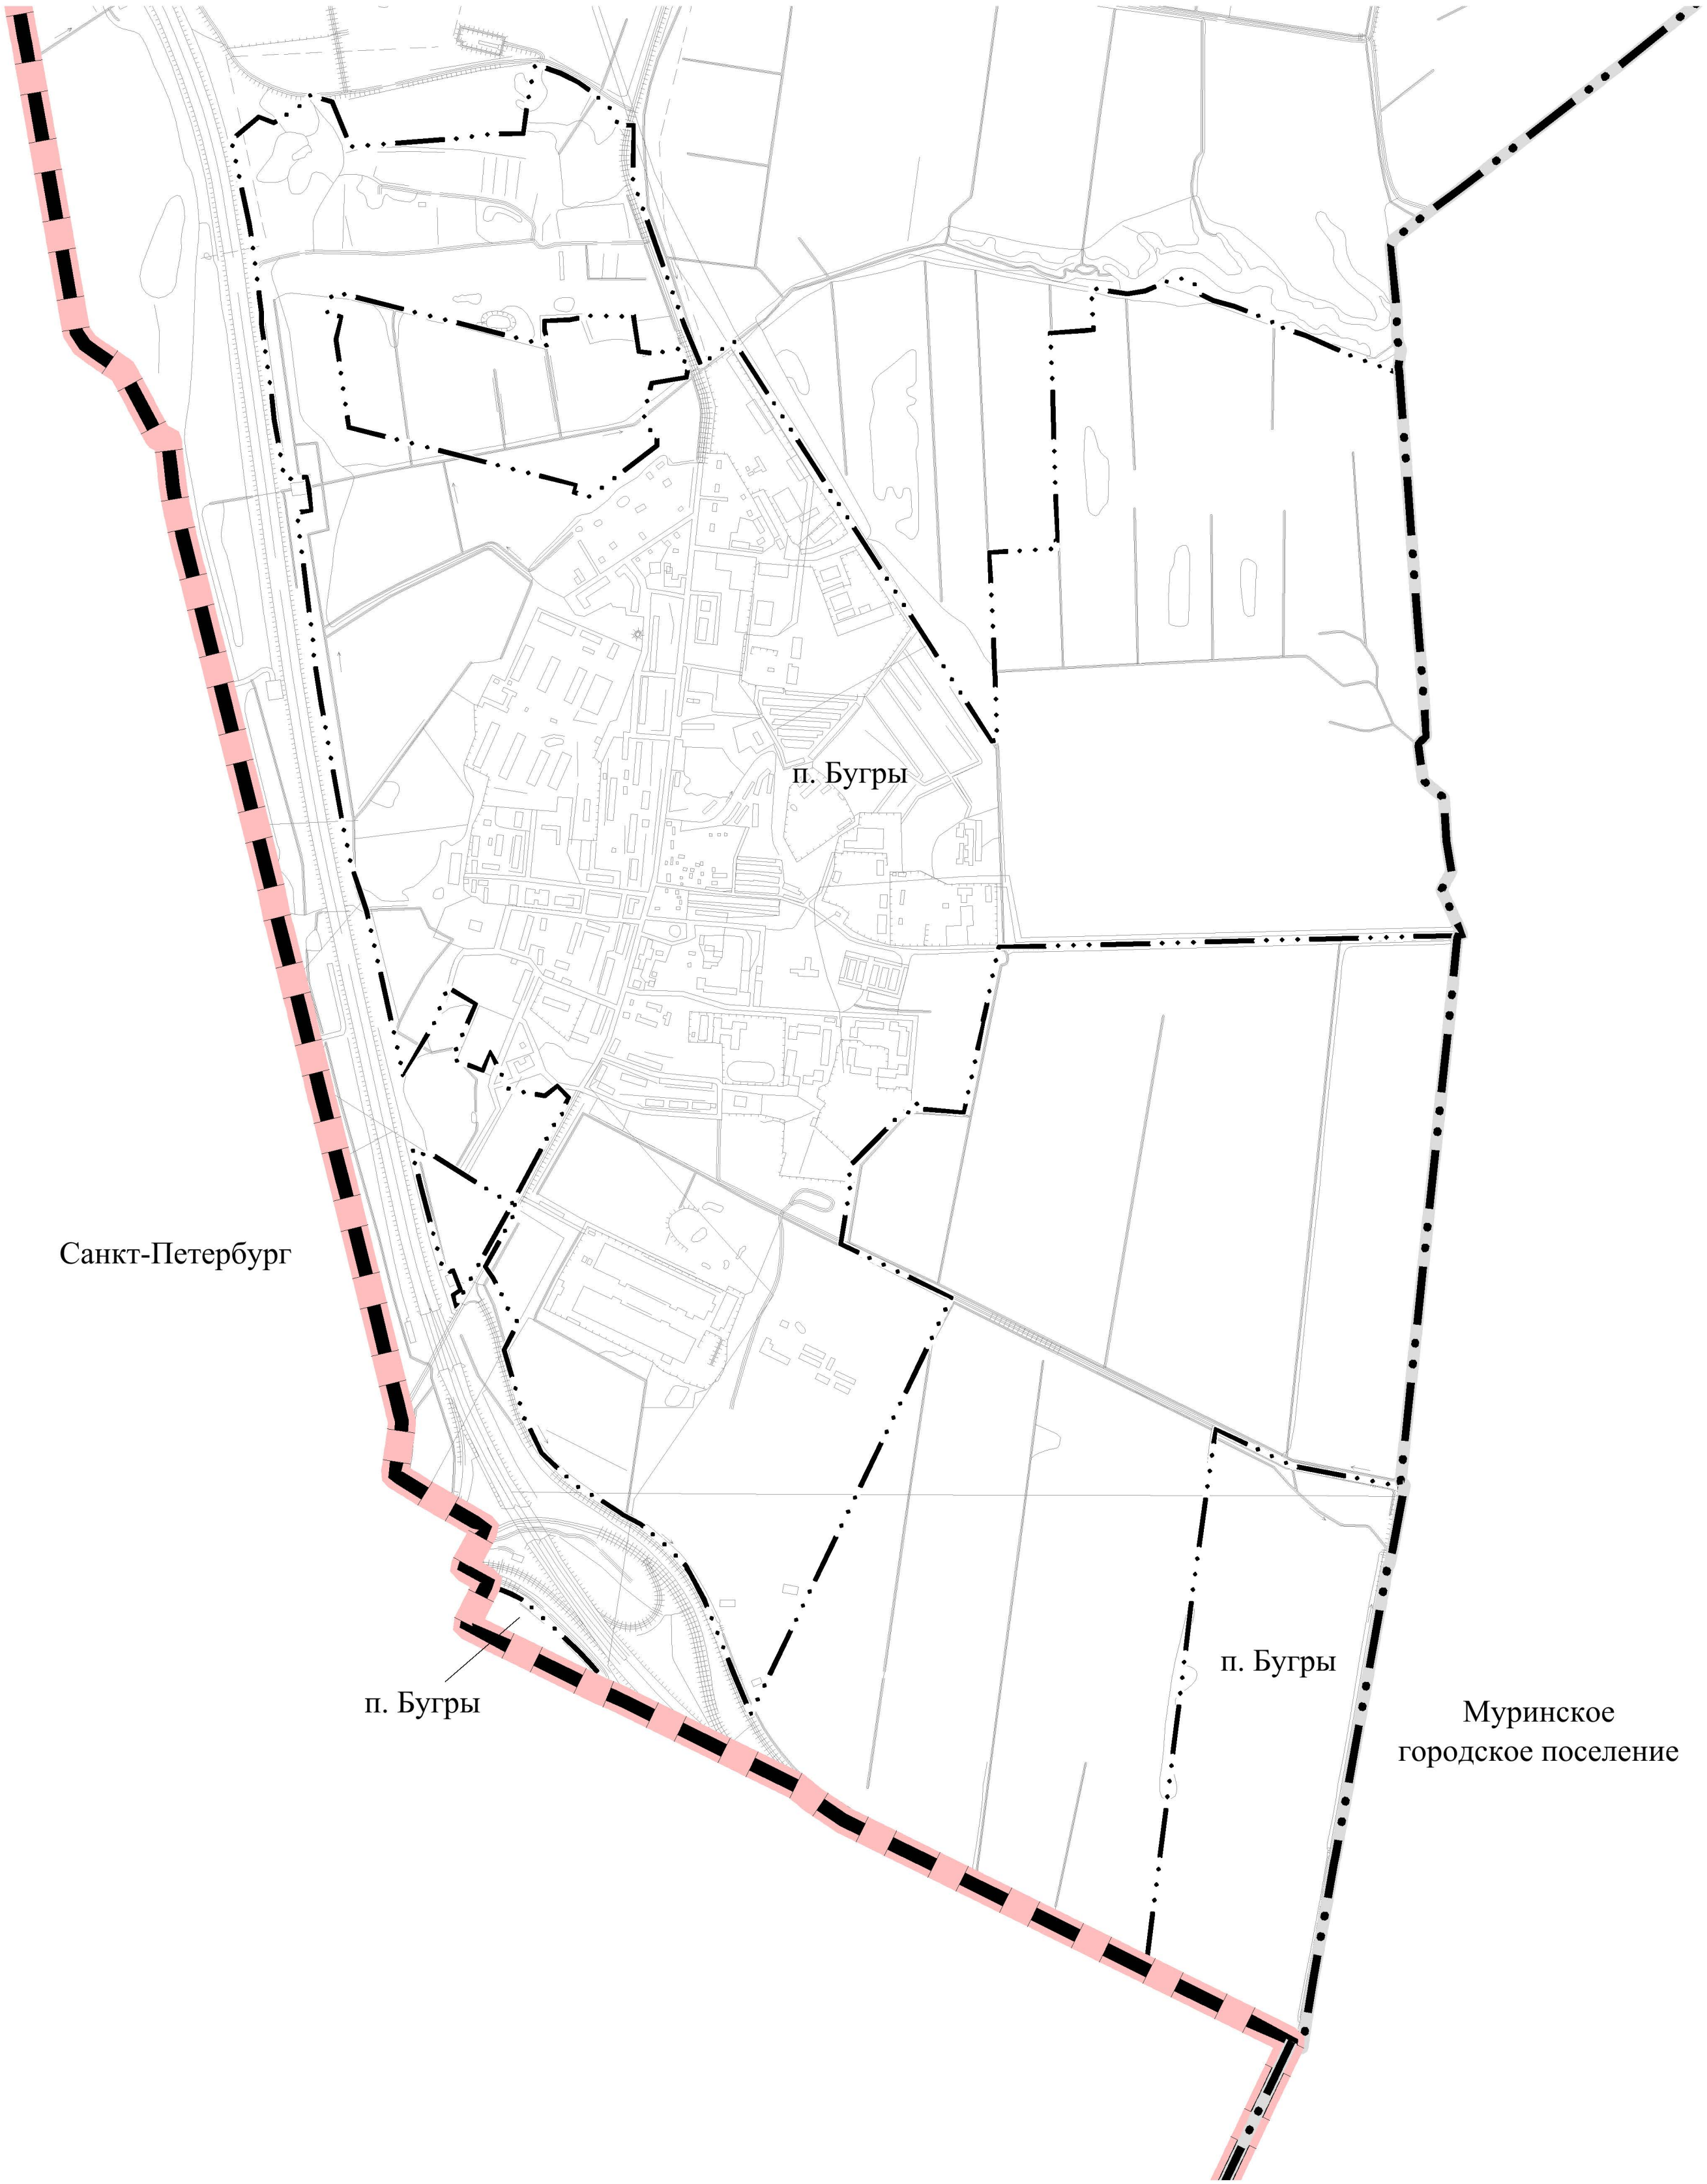 п. Бугры
Санкт-Петербург
п. Бугры
п. Бугры
Муринское
городское поселение